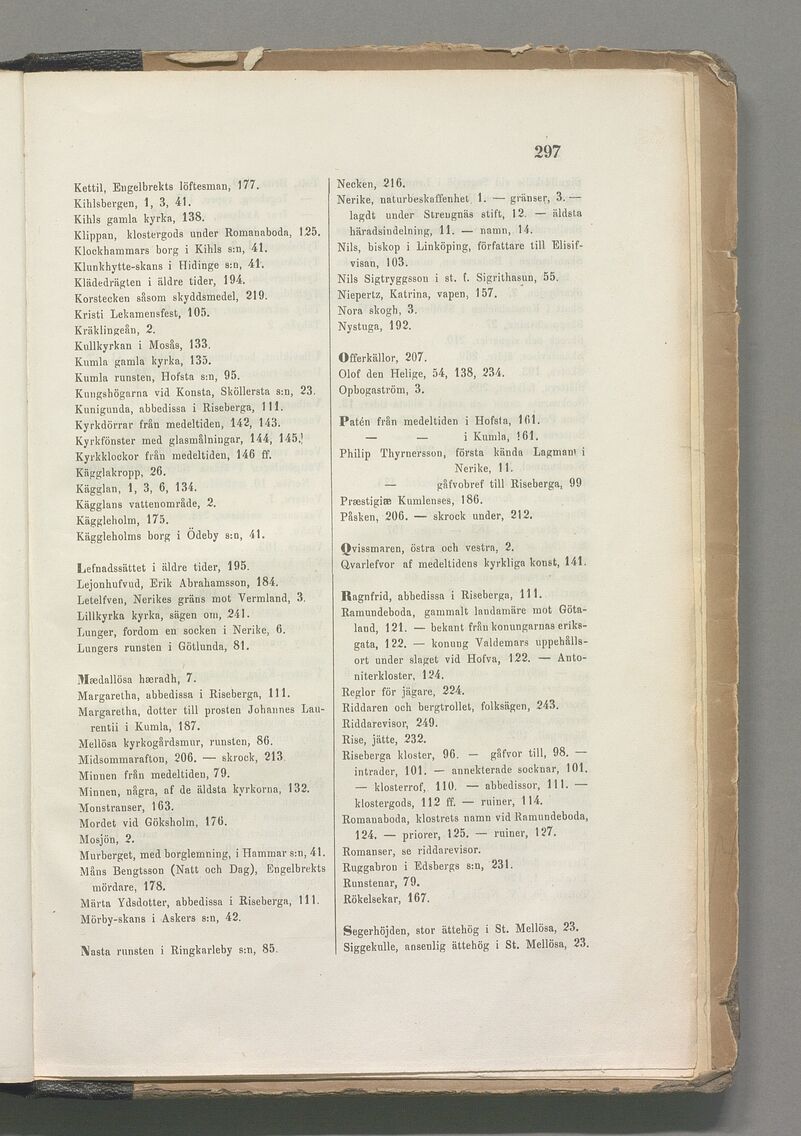 297
Kettil, Engelbrekts löftesman, 177.
Kihlsbergen, 1, 3, 41.
Kihls gamla kyrka, 138.
Klippan, klostergods under Romanaboda, 125.
Klockhammars borg i Kihls s:n, 41.
Klunkhytte-skans i Hidinge s:n, 41.
Klädedrägten i äldre tider, 194.
Korstecken såsom skyddsmedel, 219.
Kristi Lekamensfest, 105.
Kräklingeån, 2.
Kullkyrkan i Mosås, 133.
Kumla gamla kyrka, 135.
Kumla runsten, Hofsta s:n, 95.
Kungshögarna vid Konsta, Sköllersta s:n, 23.
Kunigunda, abbedissa i Riseberga, 111.
Kyrkdörrar från medeltiden, 142, 143.
Kyrkfönster med glasmålningar, 144, 145.
Kyrkklockor från medeltiden, 146 ff.
Kägglakropp, 26.
Kägglan, 1, 3, 6, 134.
Kägglans vattenområde, 2.
Käggleholm, 175.
Käggleholms borg i Ödeby s:n, 41.
Lefnadssättet i äldre tider, 195.
Lejonhufvud, Erik Abrahamsson, 184.
Letelfven, Nerikes gräns mot Vermland, 3.
Lillkyrka kyrka, sägen om, 241.
Lunger, fordom en socken i Nerike, 6.
Lungers runsten i Götlunda, 81.
Mædallösa hæradh, 7.
Margaretha, abbedissa i Riseberga, 111.
Margaretha, dotter till prosten Johannes Lau-
rentii i Kumla, 187.
Mellösa kyrkogårdsmur, runsten, 86.
Midsommarafton, 206. — skrock, 213
Minnen från medeltiden, 79.
Minnen, några, af de äldsta kyrkorna, 132.
Monstranser, 163.
Mordet vid Göksholm, 176.
Mosjön, 2.
Murberget, med borglemning, i Hammar s:n, 41.
Måns Bengtsson (Natt och Dag), Engelbrekts
mördare, 178.
Märta Ydsdotter, abbedissa i Riseberga, 111.
Mörby-skans i Askers s:n, 42.
Nasta runsten i Ringkarleby s:n, 85.
Necken, 216.
Nerike, naturbeskaffenhet 1. — gränser, 3. —
lagdt under Strengnäs stift, 12. — äldsta
häradsindelning, 11. — namn, 14.
Nils, biskop i Linköping, författare till Elisif-
visan, 103.
Nils Sigtryggsson i st. f. Sigrithasun, 55.
Niepertz, Katrina, vapen, 157.
Nora skogh, 3.
Nystuga, 192.
Offerkällor, 207.
Olof den Helige, 54, 138, 234.
Opbogaström, 3.
Patén från medeltiden i Hofsta, 161.
— — i Kumla, 161.
Philip Thyrnersson, första kända Lagman i
Nerike, 11.
— gåfvobref till Riseberga, 99
Præstigiæ Kumlenses, 186.
Påsken, 206. — skrock under, 212.
Qvissmaren, östra och vestra, 2.
Qvarlefvor af medeltidens kyrkliga konst, 141.
Ragnfrid, abbedissa i Riseberga, 111.
Ramundeboda, gammalt landamäre mot Göta-
land, 121. — bekant från konungarnas eriks-
gata, 122. — konung Valdemars uppehålls-
ort under slaget vid Hofva, 122. — Anto-
niterkloster, 124.
Reglor för jägare, 224.
Riddaren och bergtrollet, folksägen, 243.
Riddarevisor, 249.
Rise, jätte, 232.
Riseberga kloster, 96. — gåfvor till, 98. —
intrader, 101. — annekterade socknar, 101.
— klosterrof, 110. — abbedissor, 111. —
klostergods, 112 ff. — ruiner, 114.
Romanaboda, klostrets namn vid Ramundeboda,
124. — priorer, 125. — ruiner, 127.
Romanser, se riddarevisor.
Ruggabron i Edsbergs s:n, 231.
Runstenar, 79.
Rökelsekar, 167.
Segerhöjden, stor ättehög i St. Mellösa, 23.
Siggekulle, ansenlig ättehög i St. Mellösa, 23.